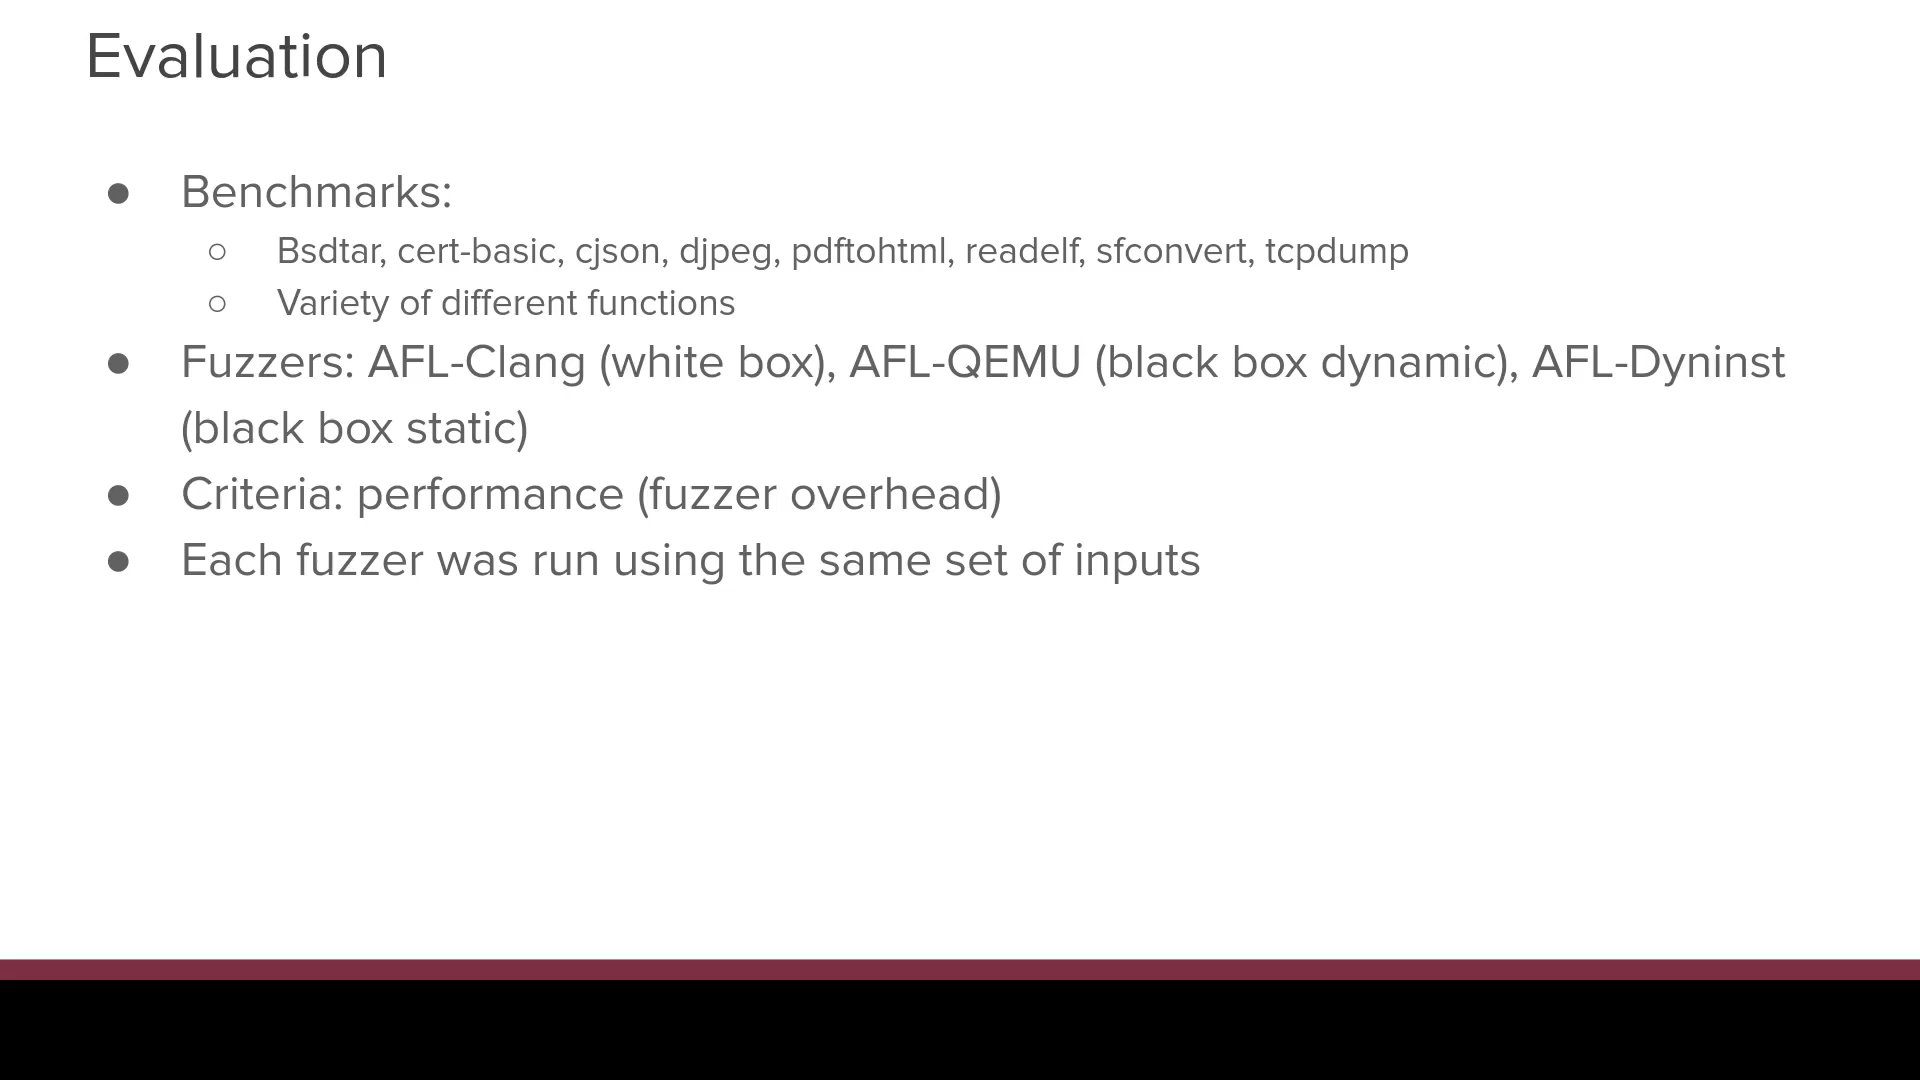 Evaluation
● Benchmarks:
○ Bsdtar, cert-basic, cjson, djpeg, pdftohtml, readelf, sfconvert, tcpdump
○ Variety of different functions
● Fuzzers: AFL-Clang (white box), AFL-QEMU (black box dynamic), AFL-Dyninst
(black box static)
● Criteria: performance (fuzzer overhead)
● Each fuzzer was run using the same set of inputs